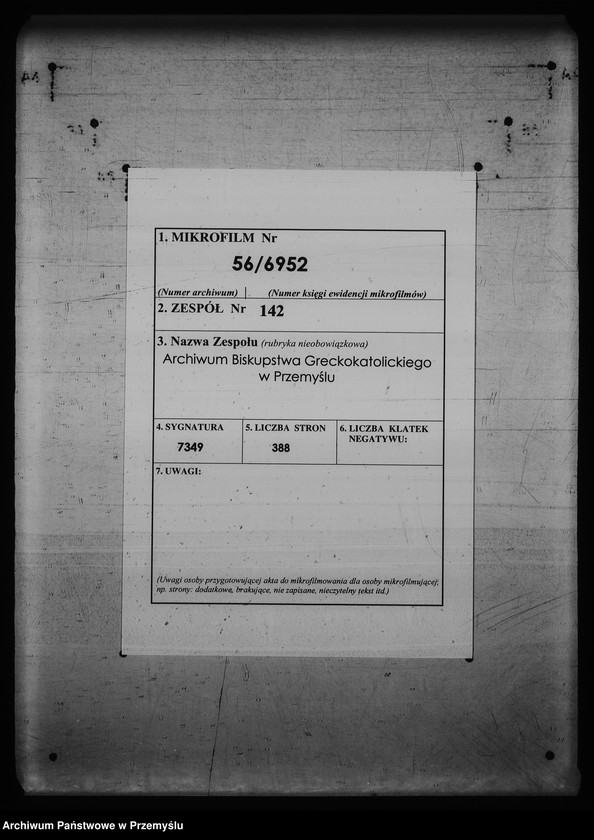 1. MIKROFILM Nr
56/6952
(Numer archiwum) (Numer księgi ewidencji mikrofilmów)
2. ZESPÓŁ Nr 142
3. Nazwa Zespołu (rubryka nieobowiązkowa)
Archiwum Biskupstwa Greckokatolickiego
w Przemyślu
4. SYGNATURA
7349
5. LICZBA STRON
388
6. LICZBA KLATEK
NEGATYWU:
7. UWAGI:
(Uwagi osoby przygotowującej akta do mikrofilmowania dla osoby mikrofilmującej;
np. strony: dodatkowe, brakujące, nie zapisane, nieczytelny tekst itd.)
Archiwum Państwowe w Przemyślu